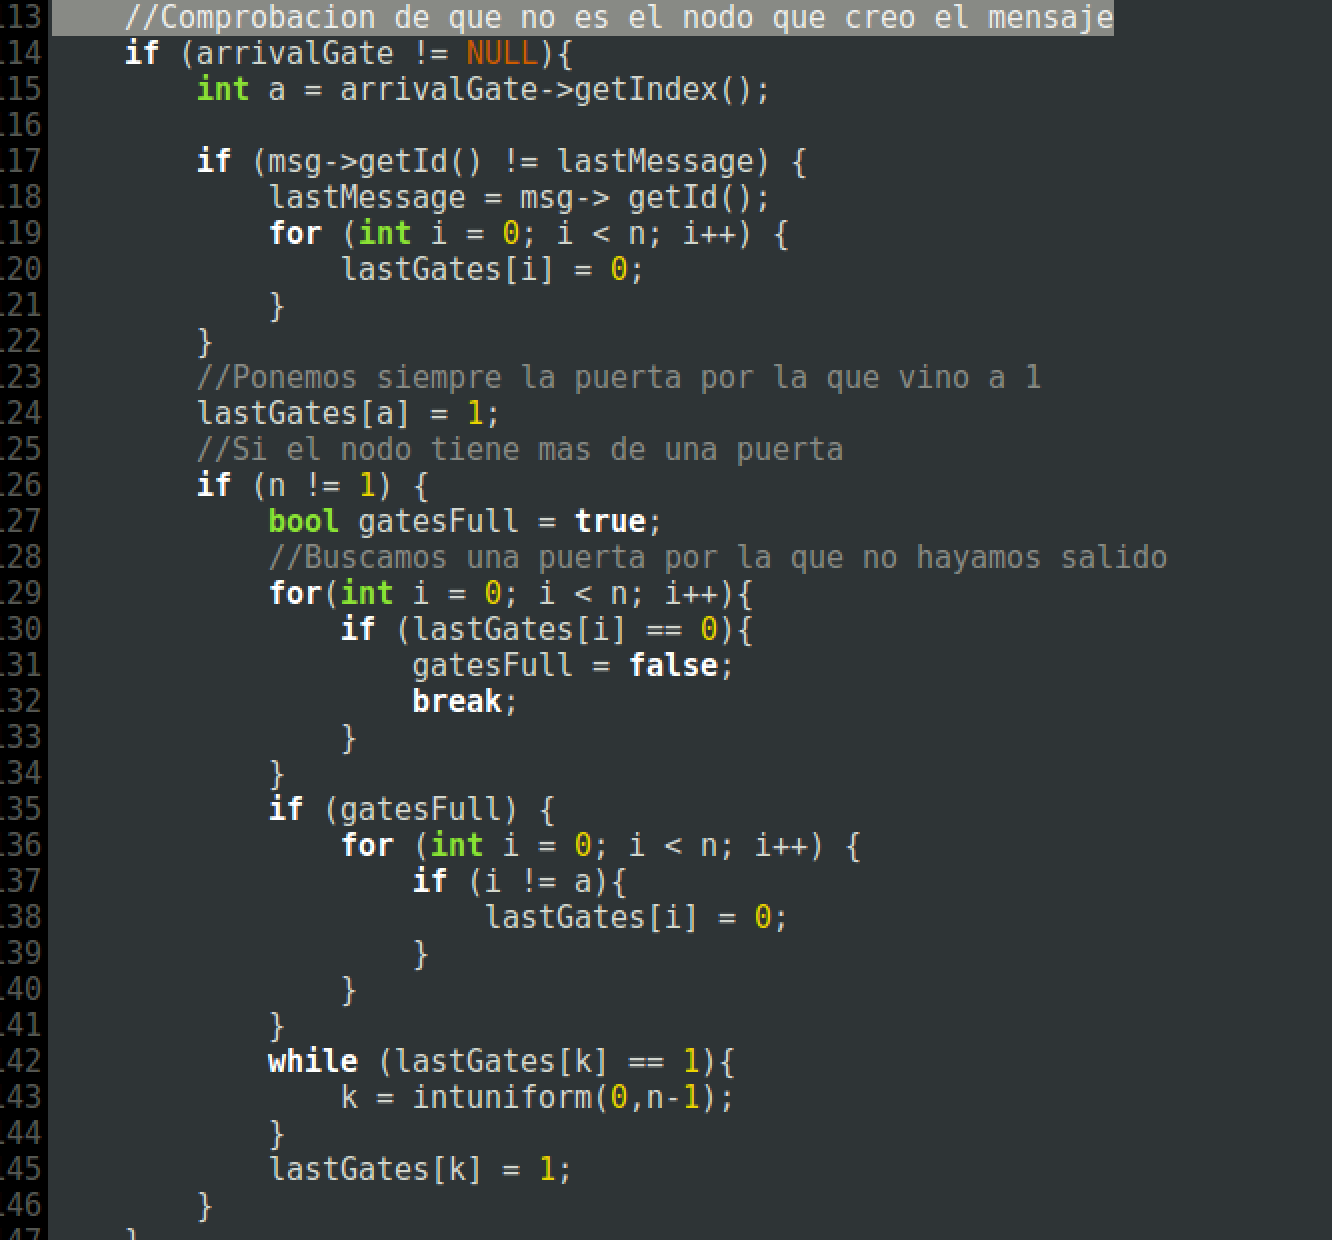 13    //Comprobacion de que no es el nodo que creo el mensaje
14    if (arrivalGate != NULL){
15        int a = arrivalGate->getIndex();
16
17        if (msg->getId() != lastMessage) {
18            lastMessage = msg-> getId();
19            for (int i = 0; i < n; i++) {
20                lastGates[i] = 0;
21            }
22        }
23        //Ponemos siempre la puerta por la que vino a 1
24        lastGates[a] = 1;
25        //Si el nodo tiene mas de una puerta
26        if (n != 1) {
27            bool gatesFull = true;
28            //Buscamos una puerta por la que no hayamos salido
29            for(int i = 0; i < n; i++){
30                if (lastGates[i] == 0){
31                    gatesFull = false;
32                    break;
33                }
34            }
35            if (gatesFull) {
36                for (int i = 0; i < n; i++) {
37                    if (i != a){
38                        lastGates[i] = 0;
39                    }
40                }
41            }
42            while (lastGates[k] == 1){
43                k = intuniform(0,n-1);
44            }
45            lastGates[k] = 1;
46        }
47    }